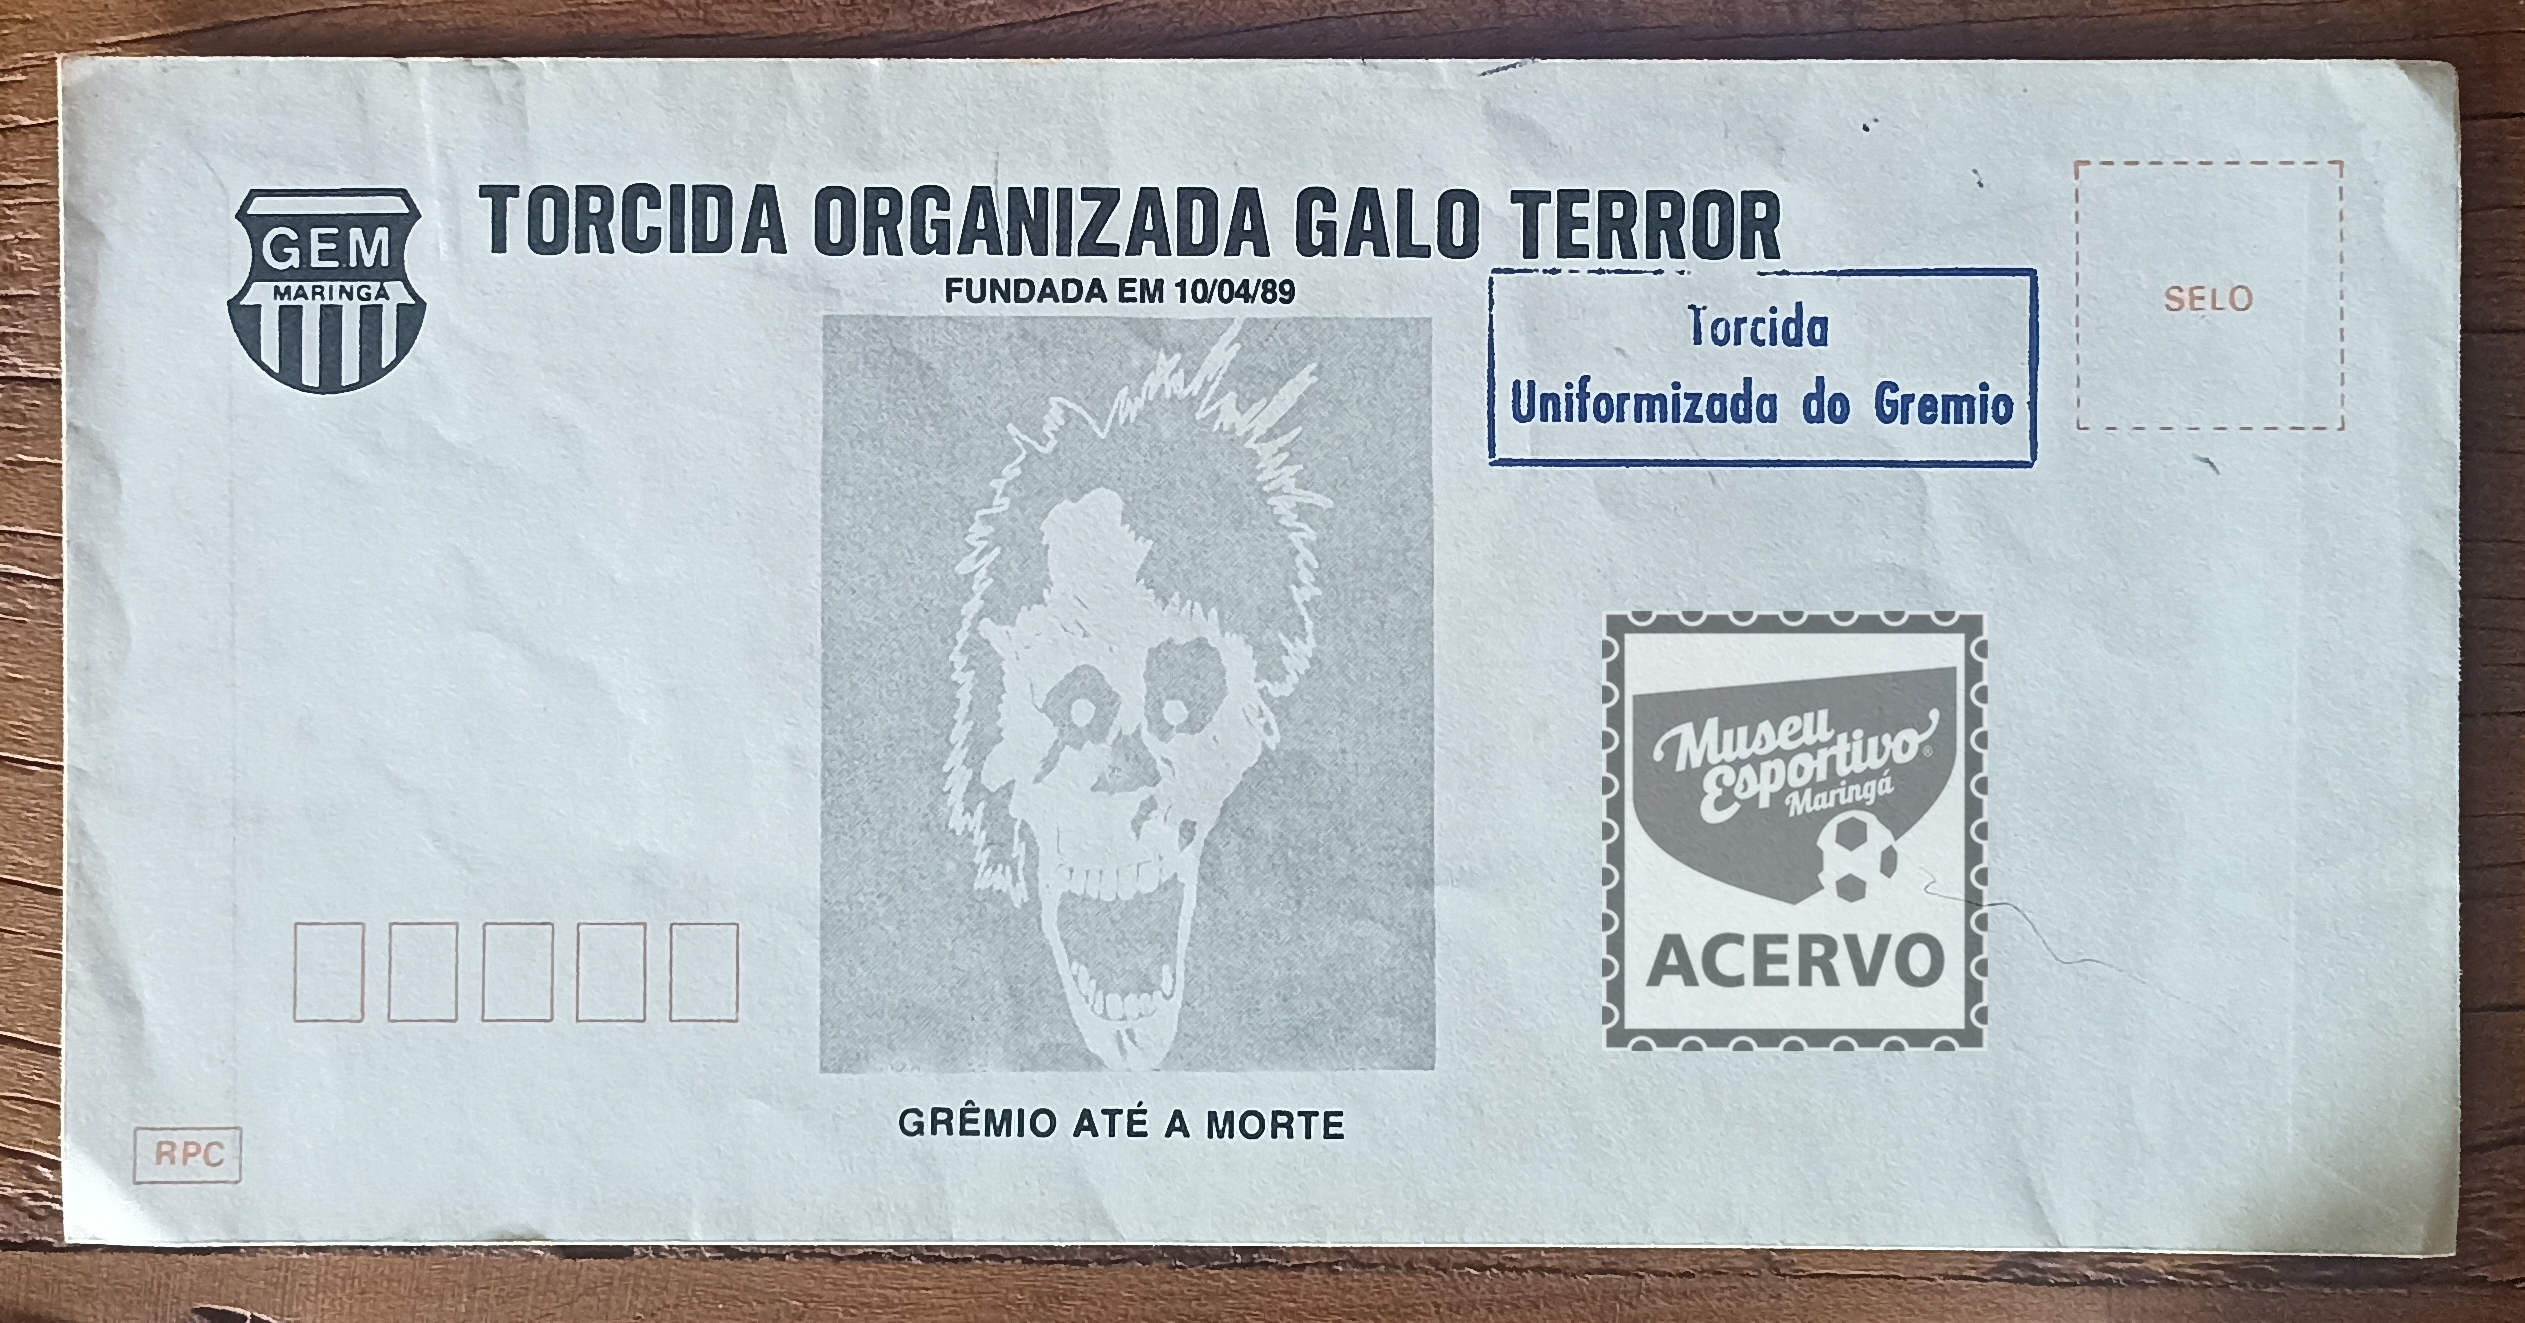 GEM
MARINGÁ
TORCIDA ORGANIZADA GALO TERROR
FUNDADA EM 10/04/89
Torcida
Uniformizada do Gremio
SELO
Museu
Esportivo®
Maringá
ACERVO
GRÊMIO ATÉ A MORTE
RPC